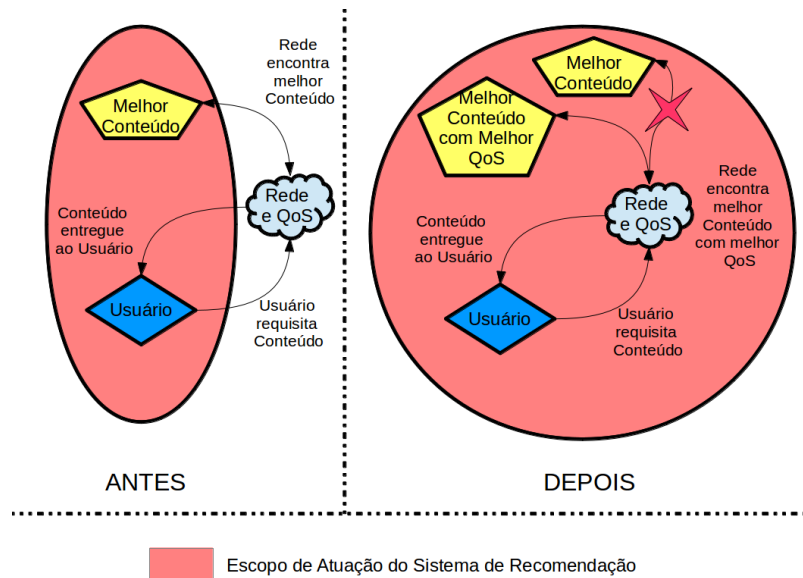 Rede
encontra
melhor
Conteúdo
Melhor
Conteúdo
Rede
e QoS
Conteúdo
entregue
ao Usuário
Usuário
Usuário
requisita
Conteúdo
ANTES
Melhor
Conteúdo
Melhor
Conteúdo
com Melhor
QoS
Rede
e QoS
Rede
encontra
melhor
Conteúdo
com melhor
QoS
Conteúdo
entregue
ao Usuário
Usuário
Usuário
requisita
Conteúdo
DEPOIS
Escopo de Atuação do Sistema de Recomendação